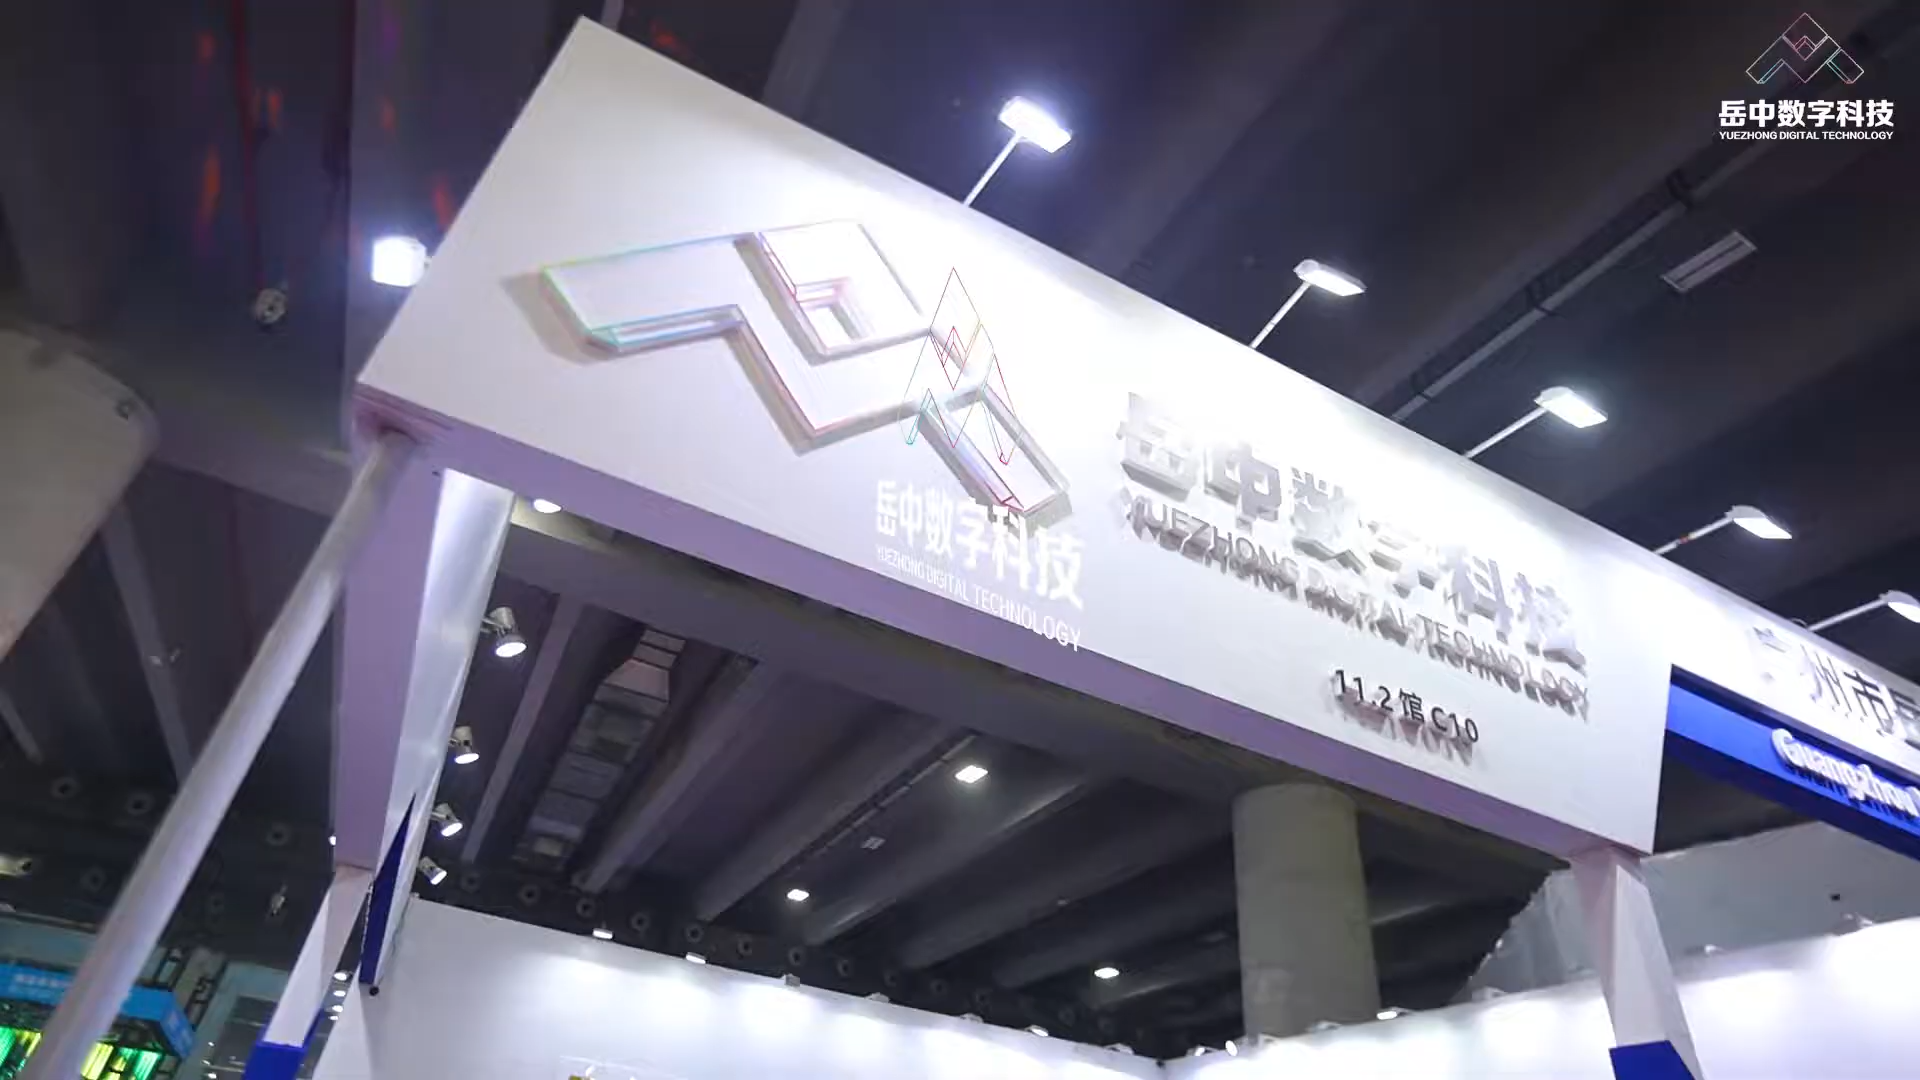 岳中数字科技
YUEZHONG DIGITAL TECHNOLOGY
岳中数字科技
YUEZHONG DIGITAL TECHNOLOGY
岳中数字科技
YUEZHONG DIGITAL TECHNOLOGY
11.2 馆 C10
州市
Guangzhou